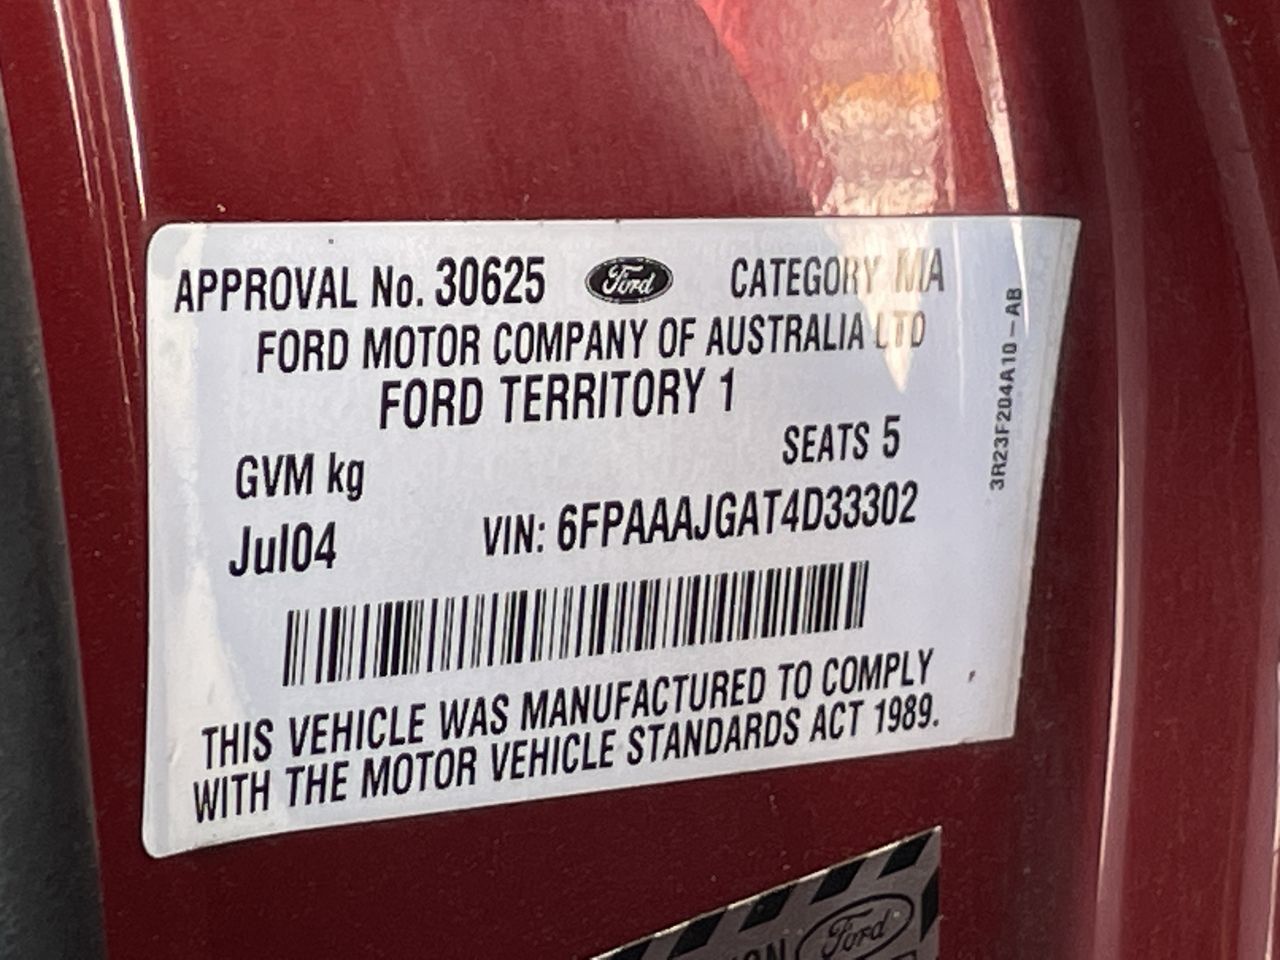 APPROVAL No. 30625 Ford CATEGORY MA
FORD MOTOR COMPANY OF AUSTRALIA LTD
FORD TERRITORY 1
SEATS 5
GVM kg
Jul04 VIN: 6FPAAAJGAT4D33302
THIS VEHICLE WAS MANUFACTURED TO COMPLY
WITH THE MOTOR VEHICLE STANDARDS ACT 1989.
3R23F204A10-AB
Ford